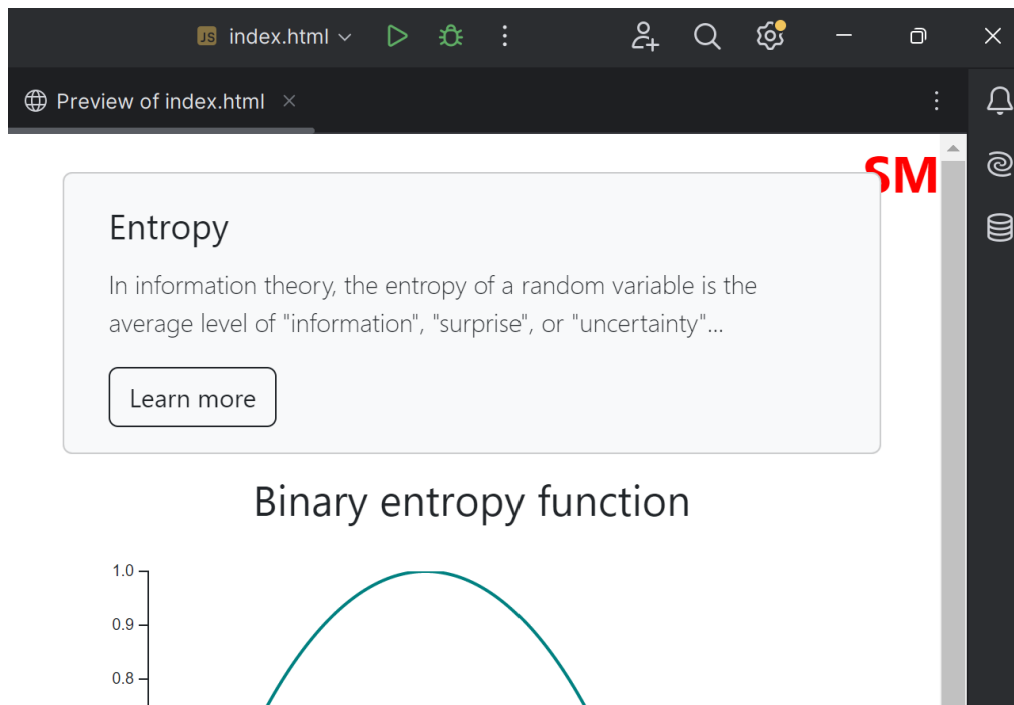 JS index.html
Preview of index.html
SM
Entropy
In information theory, the entropy of a random variable is the
average level of "information", "surprise", or "uncertainty"...
Learn more
Binary entropy function
1.0
0.9
0.8